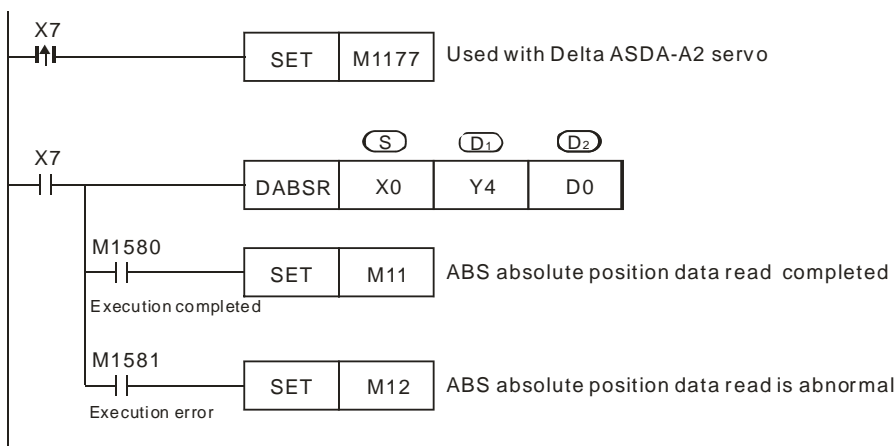 X7
SET M1177 Used with Delta ASDA-A2 servo
S D1 D2
X7
DABSR X0 Y4 D0
M1580
SET M11 ABS absolute position data read completed
Execution completed
M1581
SET M12 ABS absolute position data read is abnormal
Execution error